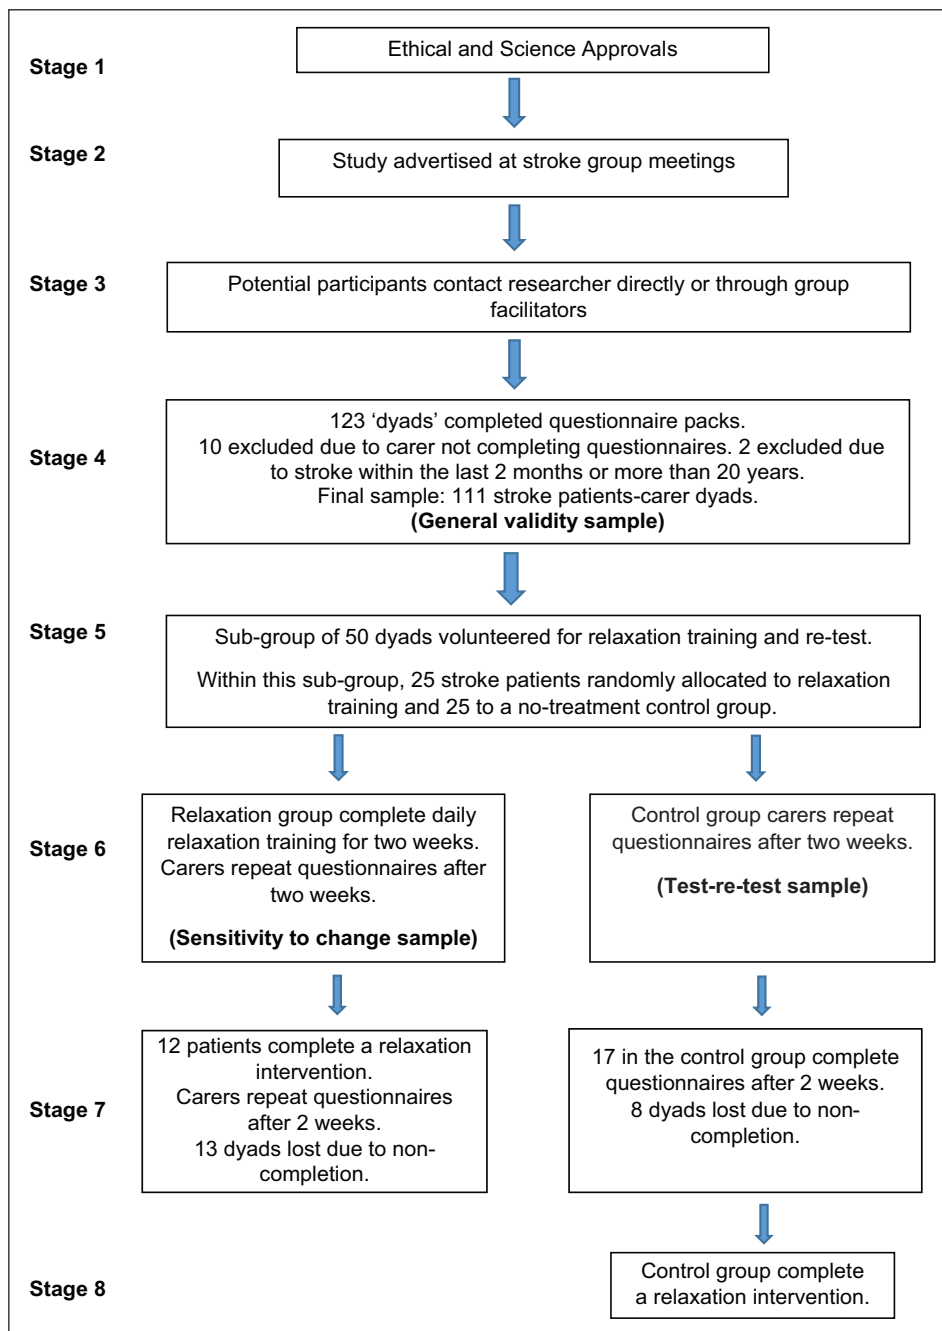 Stage 1
Ethical and Science Approvals
Stage 2
Study advertised at stroke group meetings
Stage 3
Potential participants contact researcher directly or through group
facilitators
Stage 4
123 ‘dyads’ completed questionnaire packs.
10 excluded due to carer not completing questionnaires. 2 excluded due
to stroke within the last 2 months or more than 20 years.
Final sample: 111 stroke patients-carer dyads.
(General validity sample)
Stage 5
Sub-group of 50 dyads volunteered for relaxation training and re-test.
Within this sub-group, 25 stroke patients randomly allocated to relaxation
training and 25 to a no-treatment control group.
Stage 6
Relaxation group complete daily
relaxation training for two weeks.
Carers repeat questionnaires after
two weeks.
(Sensitivity to change sample)
Control group carers repeat
questionnaires after two weeks.
(Test-re-test sample)
Stage 7
12 patients complete a relaxation
intervention.
Carers repeat questionnaires
after 2 weeks.
13 dyads lost due to non-
completion.
17 in the control group complete
questionnaires after 2 weeks.
8 dyads lost due to non-
completion.
Stage 8
Control group complete
a relaxation intervention.